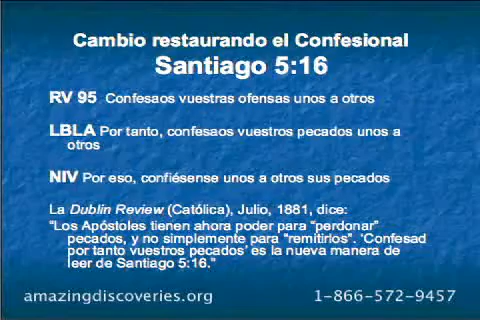 Cambio restaurando el Confesional
Santiago 5:16
RV 95 Confesaos vuestras ofensas unos a otros
LBLA Por tanto, confesaos vuestros pecados unos a
otros
NIV Por eso, confiésense unos a otros sus pecados
La Dublin Review (Católica), Julio, 1881, dice:
"Los Apóstoles tienen ahora poder para "perdonar"
pecados, y no simplemente para "remitirlos". 'Confesad
por tanto vuestros pecados' es la nueva manera de
leer de Santiago 5:16."
amazingdiscoveries.org 1-866-572-9457